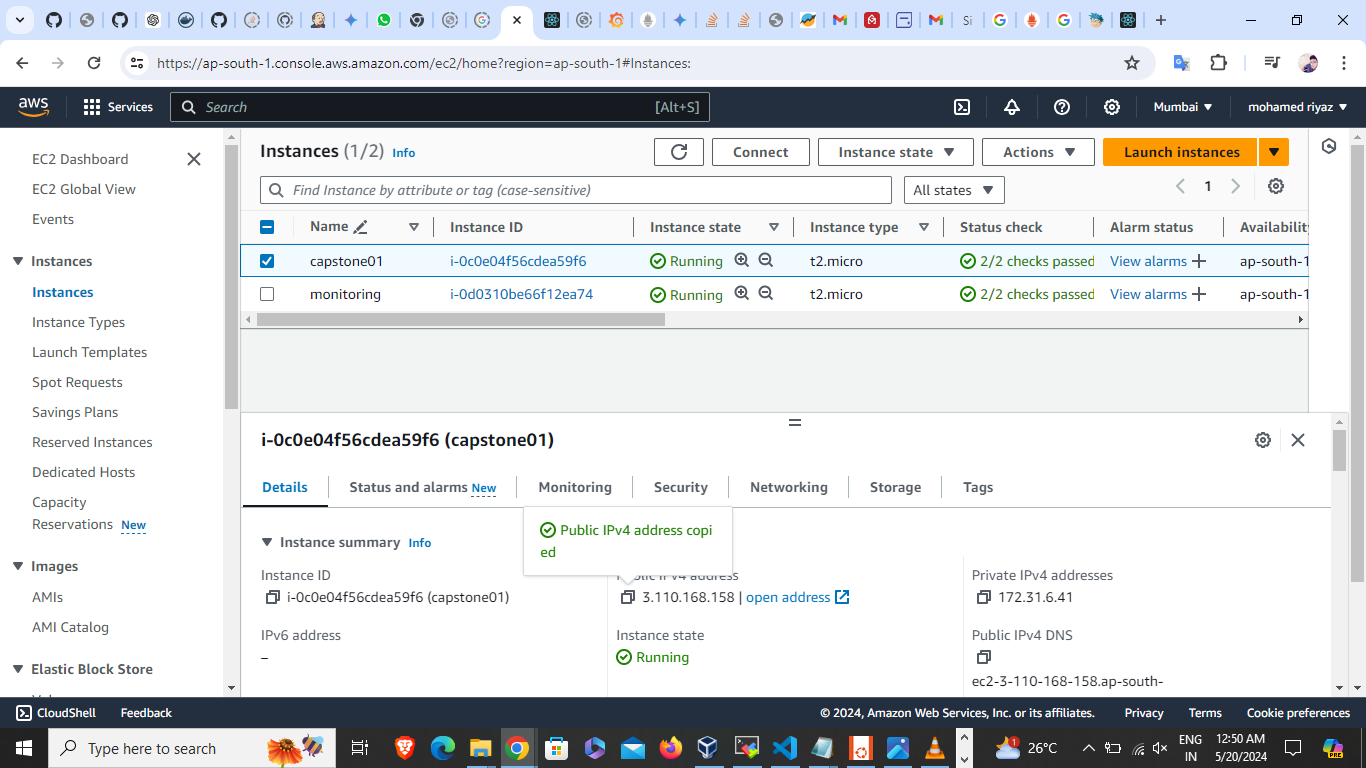 Si
https://ap-south-1.console.aws.amazon.com/ec2/home?region=ap-south-1#Instances:
aws
Services
Search
[Alt+S]
Mumbai
mohamed riyaz
EC2 Dashboard
EC2 Global View
Events
Instances
Instances
Instance Types
Launch Templates
Spot Requests
Savings Plans
Reserved Instances
Dedicated Hosts
Capacity
Reservations New
Images
AMIs
AMI Catalog
Elastic Block Store
Instances (1/2) Info
Connect
Instance state
Actions
Launch instances
Find Instance by attribute or tag (case-sensitive)
All states
1
Name Instance ID Instance state Instance type Status check Alarm status Availability
capstone01 i-0c0e04f56cdea59f6 Running t2.micro 2/2 checks passed View alarms ap-south-1
monitoring i-0d0310be66f12ea74 Running t2.micro 2/2 checks passed View alarms ap-south-1
i-0c0e04f56cdea59f6 (capstone01)
Details Status and alarms New Monitoring Security Networking Storage Tags
Public IPv4 address copi
ed
Instance summary Info
Instance ID
i-0c0e04f56cdea59f6 (capstone01)
Public IPv4 address
3.110.168.158 | open address
Private IPv4 addresses
172.31.6.41
IPv6 address
–
Instance state
Running
Public IPv4 DNS
ec2-3-110-168-158.ap-south-
CloudShell
Feedback
© 2024, Amazon Web Services, Inc. or its affiliates.
Privacy
Terms
Cookie preferences
Type here to search
1
26°C
ENG
IN
12:50 AM
5/20/2024
PRE